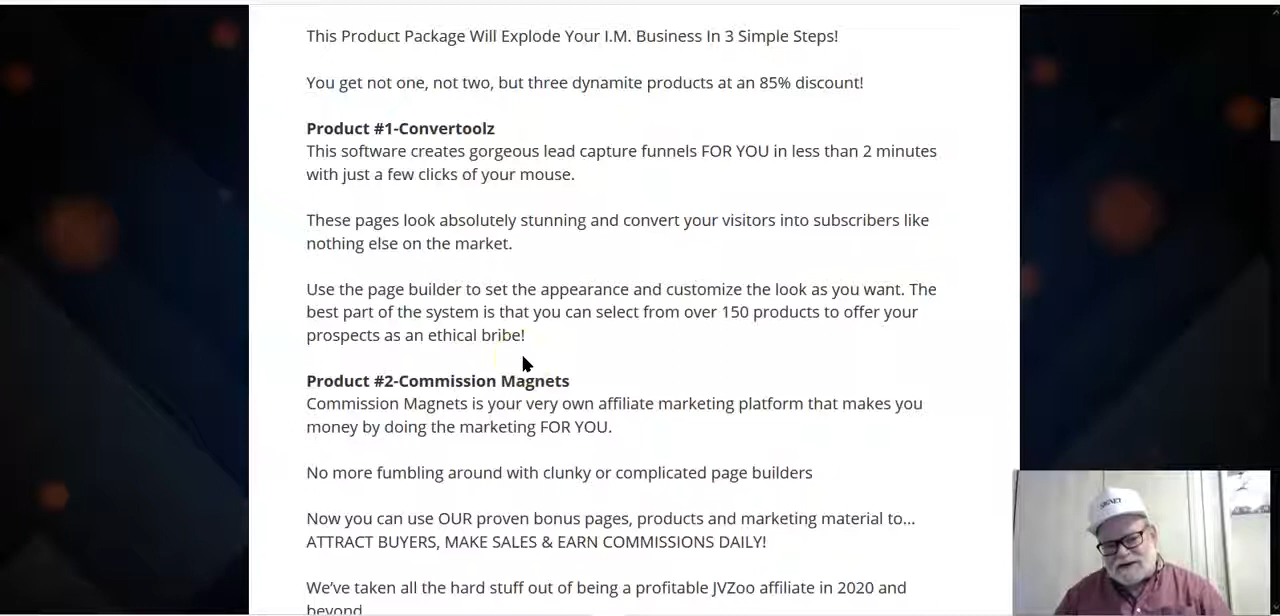 This Product Package Will Explode Your I.M. Business In 3 Simple Steps!
You get not one, not two, but three dynamite products at an 85% discount!
Product #1-Convertoolz
This software creates gorgeous lead capture funnels FOR YOU in less than 2 minutes
with just a few clicks of your mouse.
These pages look absolutely stunning and convert your visitors into subscribers like
nothing else on the market.
Use the page builder to set the appearance and customize the look as you want. The
best part of the system is that you can select from over 150 products to offer your
prospects as an ethical bribe!
Product #2-Commission Magnets
Commission Magnets is your very own affiliate marketing platform that makes you
money by doing the marketing FOR YOU.
No more fumbling around with clunky or complicated page builders
Now you can use OUR proven bonus pages, products and marketing material to...
ATTRACT BUYERS, MAKE SALES & EARN COMMISSIONS DAILY!
We’ve taken all the hard stuff out of being a profitable JVZoo affiliate in 2020 and
beyond